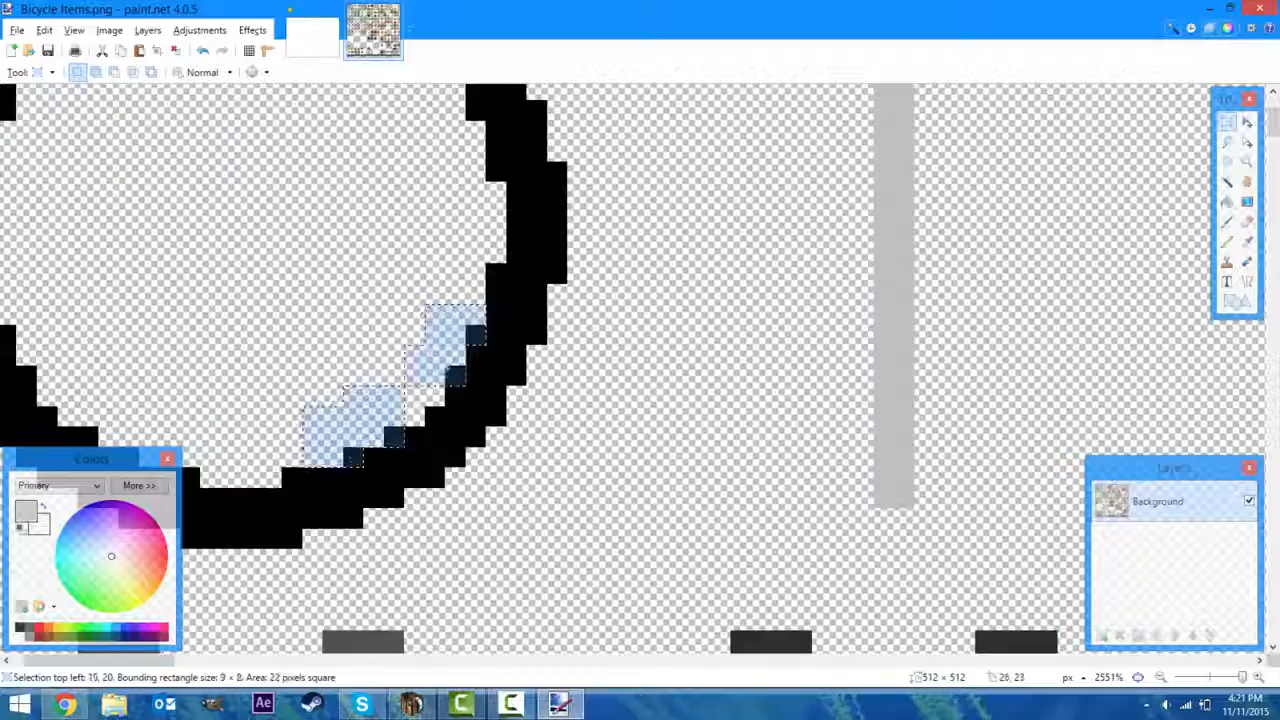 Bicycle Items.png - paint.net 4.0.5
File Edit View Image Layers Adjustments Effects
Tool:
Normal
Colors
Primary
More >>
Layers
Background
Selection top left: 15, 20. Bounding rectangle size: 9 × 8. Area: 22 pixels square
512 × 512
26, 23
px
2551%
Ae
4:21 PM
11/11/2015